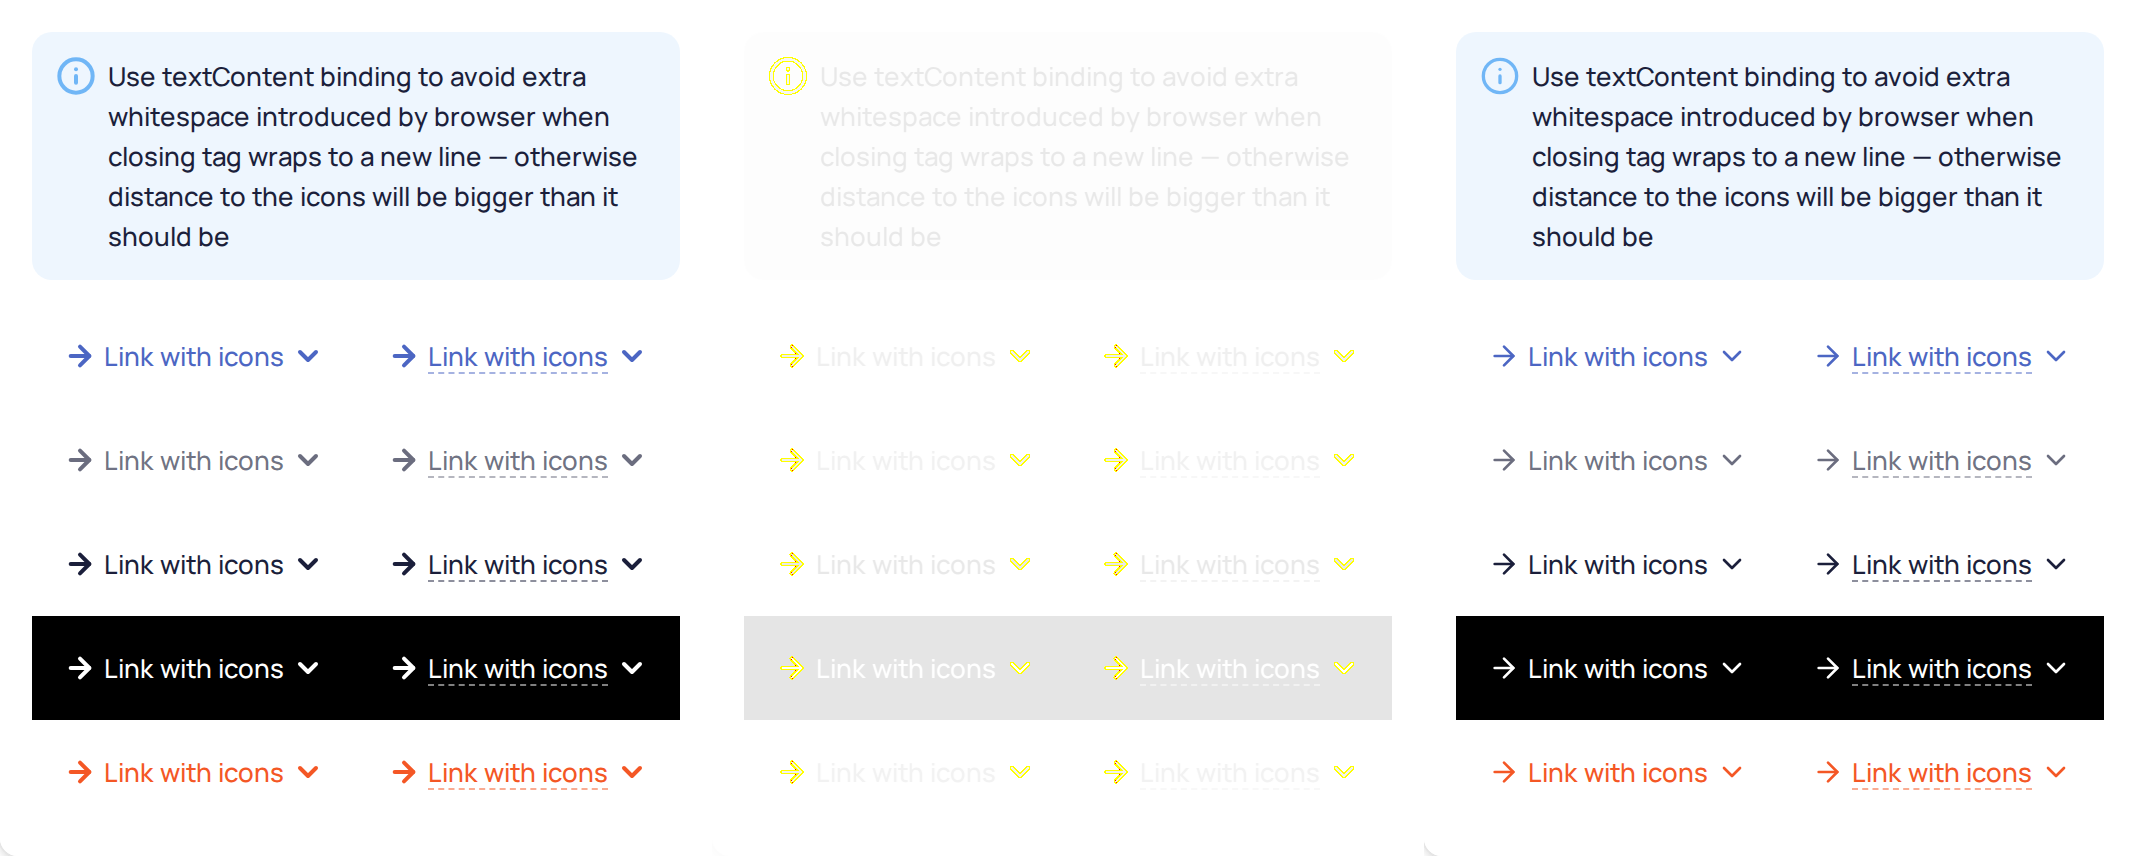 Use textContent binding to avoid extra
whitespace introduced by browser when
closing tag wraps to a new line — otherwise
distance to the icons will be bigger than it
should be
Link with icons Link with icons
Link with icons Link with icons
Link with icons Link with icons
Link with icons Link with icons
Link with icons Link with icons
Use textContent binding to avoid extra
whitespace introduced by browser when
closing tag wraps to a new line — otherwise
distance to the icons will be bigger than it
should be
Link with icons Link with icons
Link with icons Link with icons
Link with icons Link with icons
Link with icons Link with icons
Link with icons Link with icons
Use textContent binding to avoid extra
whitespace introduced by browser when
closing tag wraps to a new line — otherwise
distance to the icons will be bigger than it
should be
Link with icons Link with icons
Link with icons Link with icons
Link with icons Link with icons
Link with icons Link with icons
Link with icons Link with icons